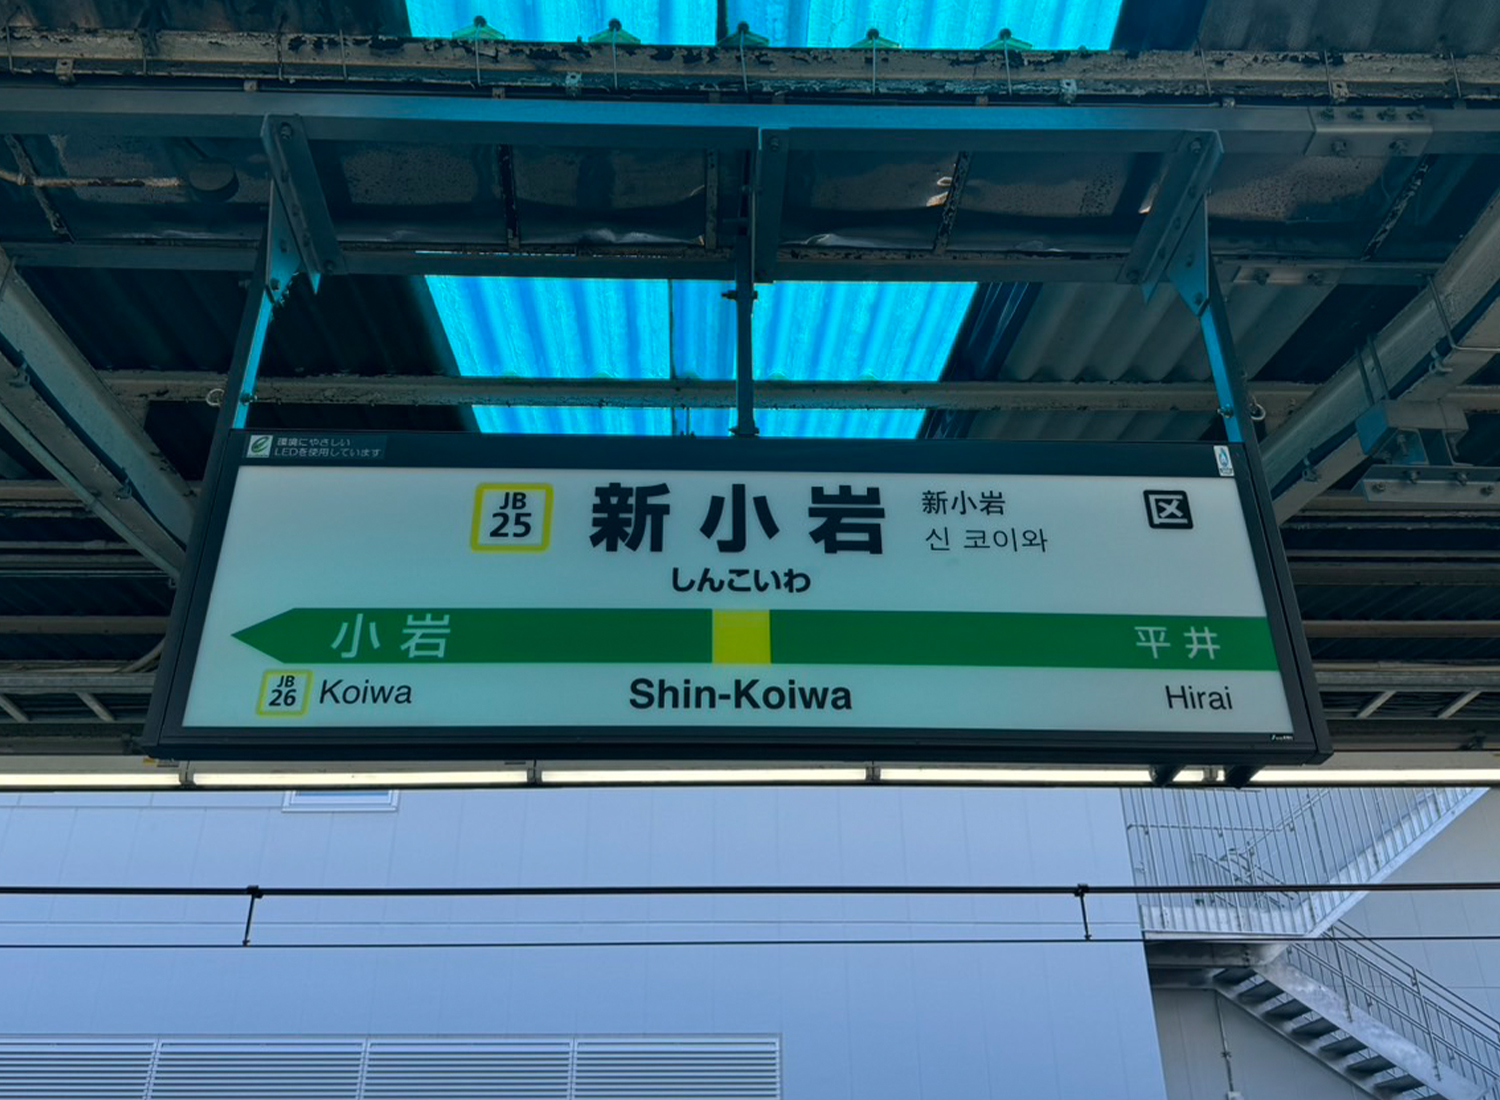 環境にやさしい
LEDを使用しています
JB
25
新小岩
新小岩
신 코이와
区
しんこいわ
小岩
平井
JB
26
Koiwa
Shin-Koiwa
Hirai